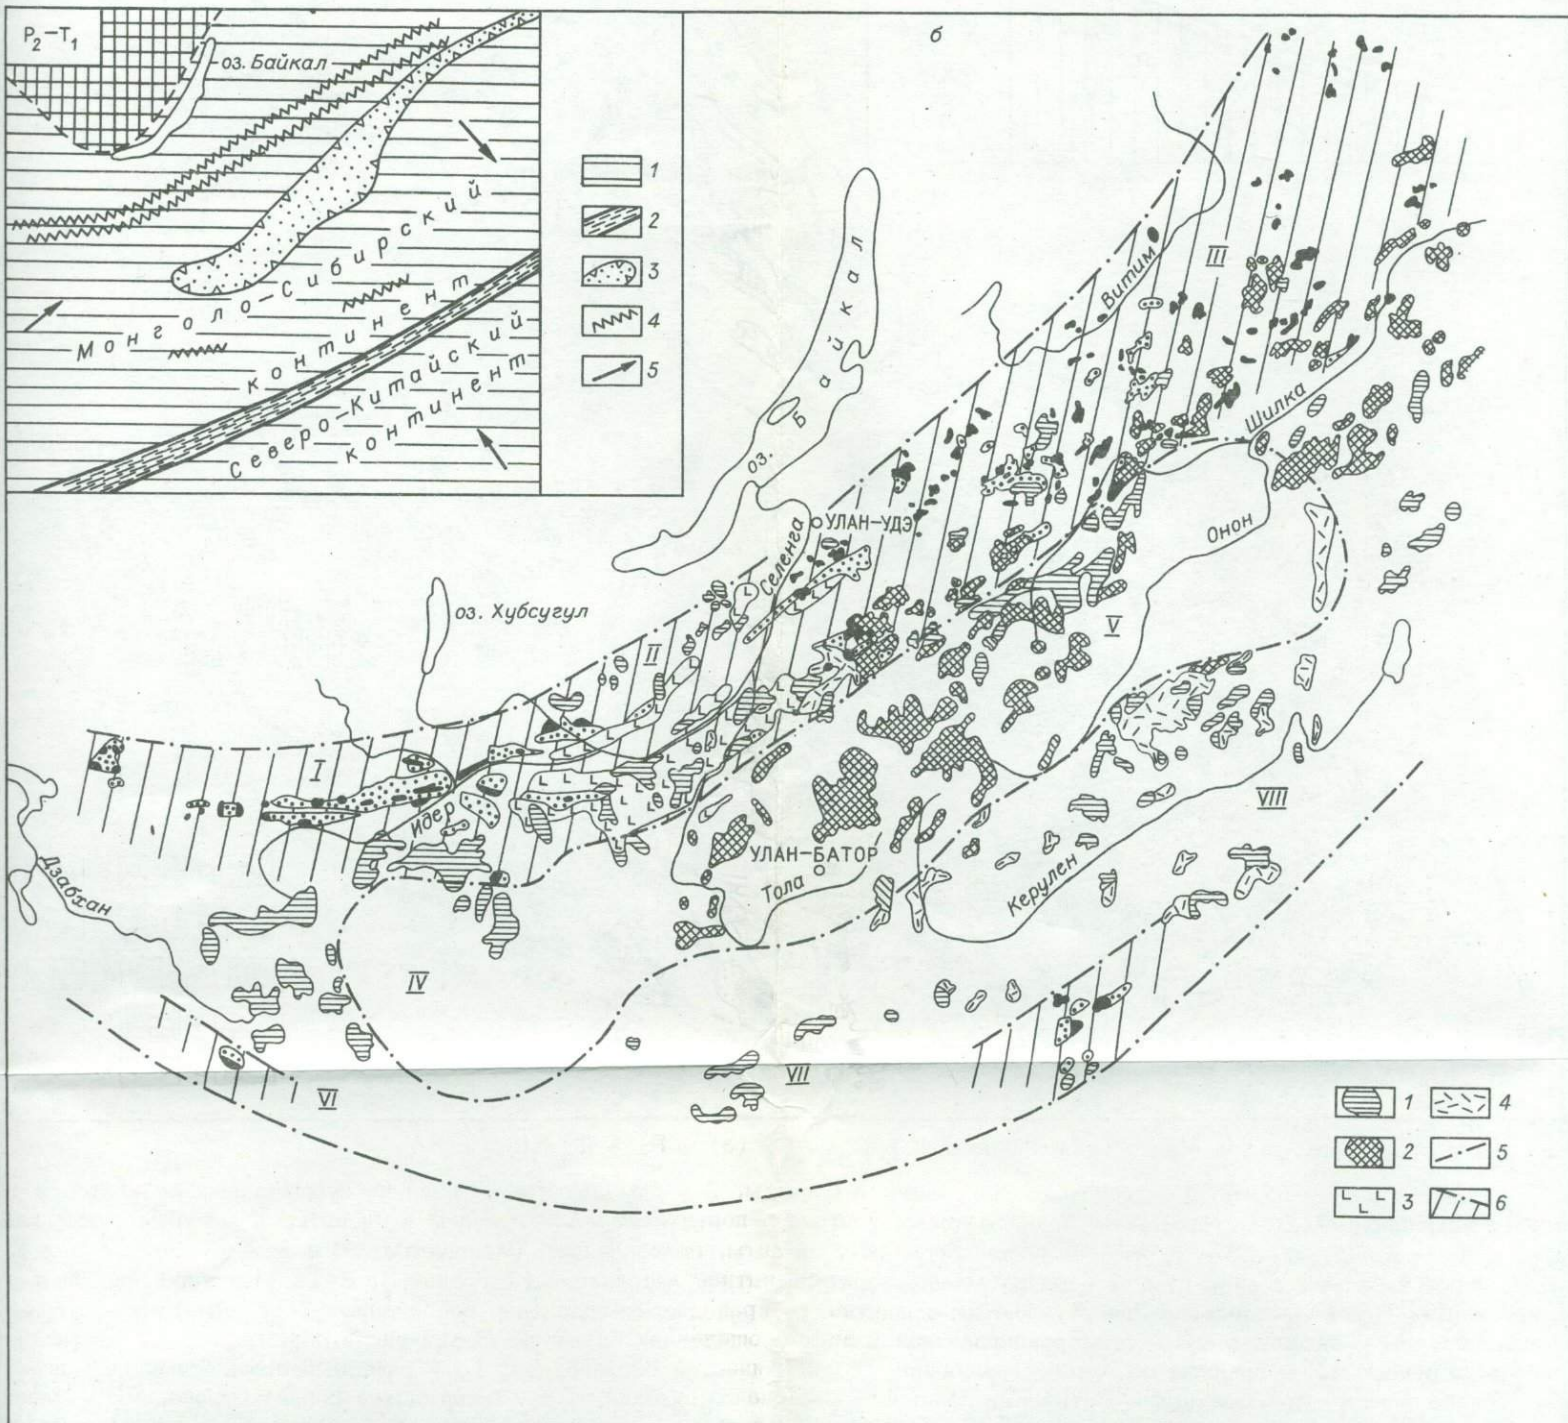 P₂–T₁
оз. Байкал
Монголо–Сибирский
континент
Северо–Китайский
континент
1
2
3
4
5
б
оз. Байкал
Витим
III
Шилка
Онон
УЛАН–УДЭ
Селенга
оз. Хубсугул
II
V
I
Идер
VIII
УЛАН–БАТОР
Тола
Керулен
Дзабхан
IV
VII
VI
1
2
3
4
5
6